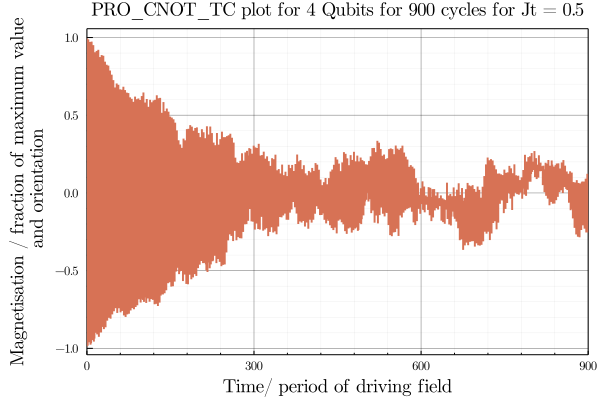 PRO_CNOT_TC plot for 4 Qubits for 900 cycles for Jt = 0.5
Magnetisation / fraction of maximum value
and orientation
1.0
0.5
0.0
−0.5
−1.0
0
300
600
900
Time/ period of driving field